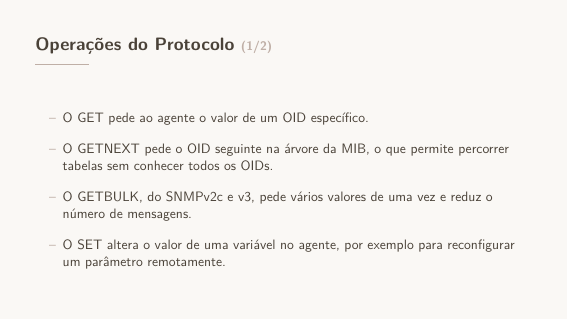 Operações do Protocolo (1/2)
– O GET pede ao agente o valor de um OID específico.
– O GETNEXT pede o OID seguinte na árvore da MIB, o que permite percorrer
tabelas sem conhecer todos os OIDs.
– O GETBULK, do SNMPv2c e v3, pede vários valores de uma vez e reduz o
número de mensagens.
– O SET altera o valor de uma variável no agente, por exemplo para reconfigurar
um parâmetro remotamente.